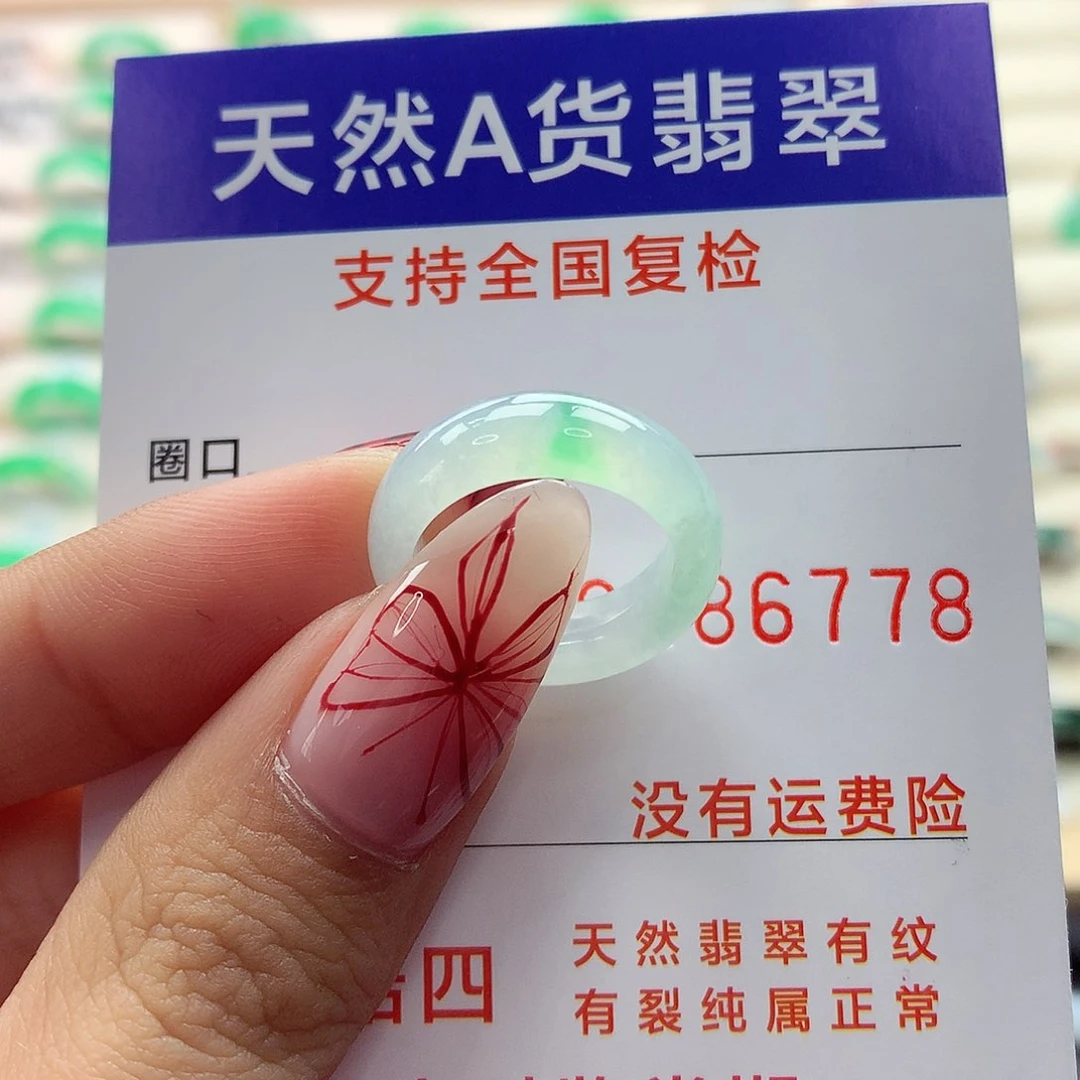 天然A货翡翠
支持全国复检
圈口
86778
没有运费险
天然翡翠有纹
四
有裂纯属正常